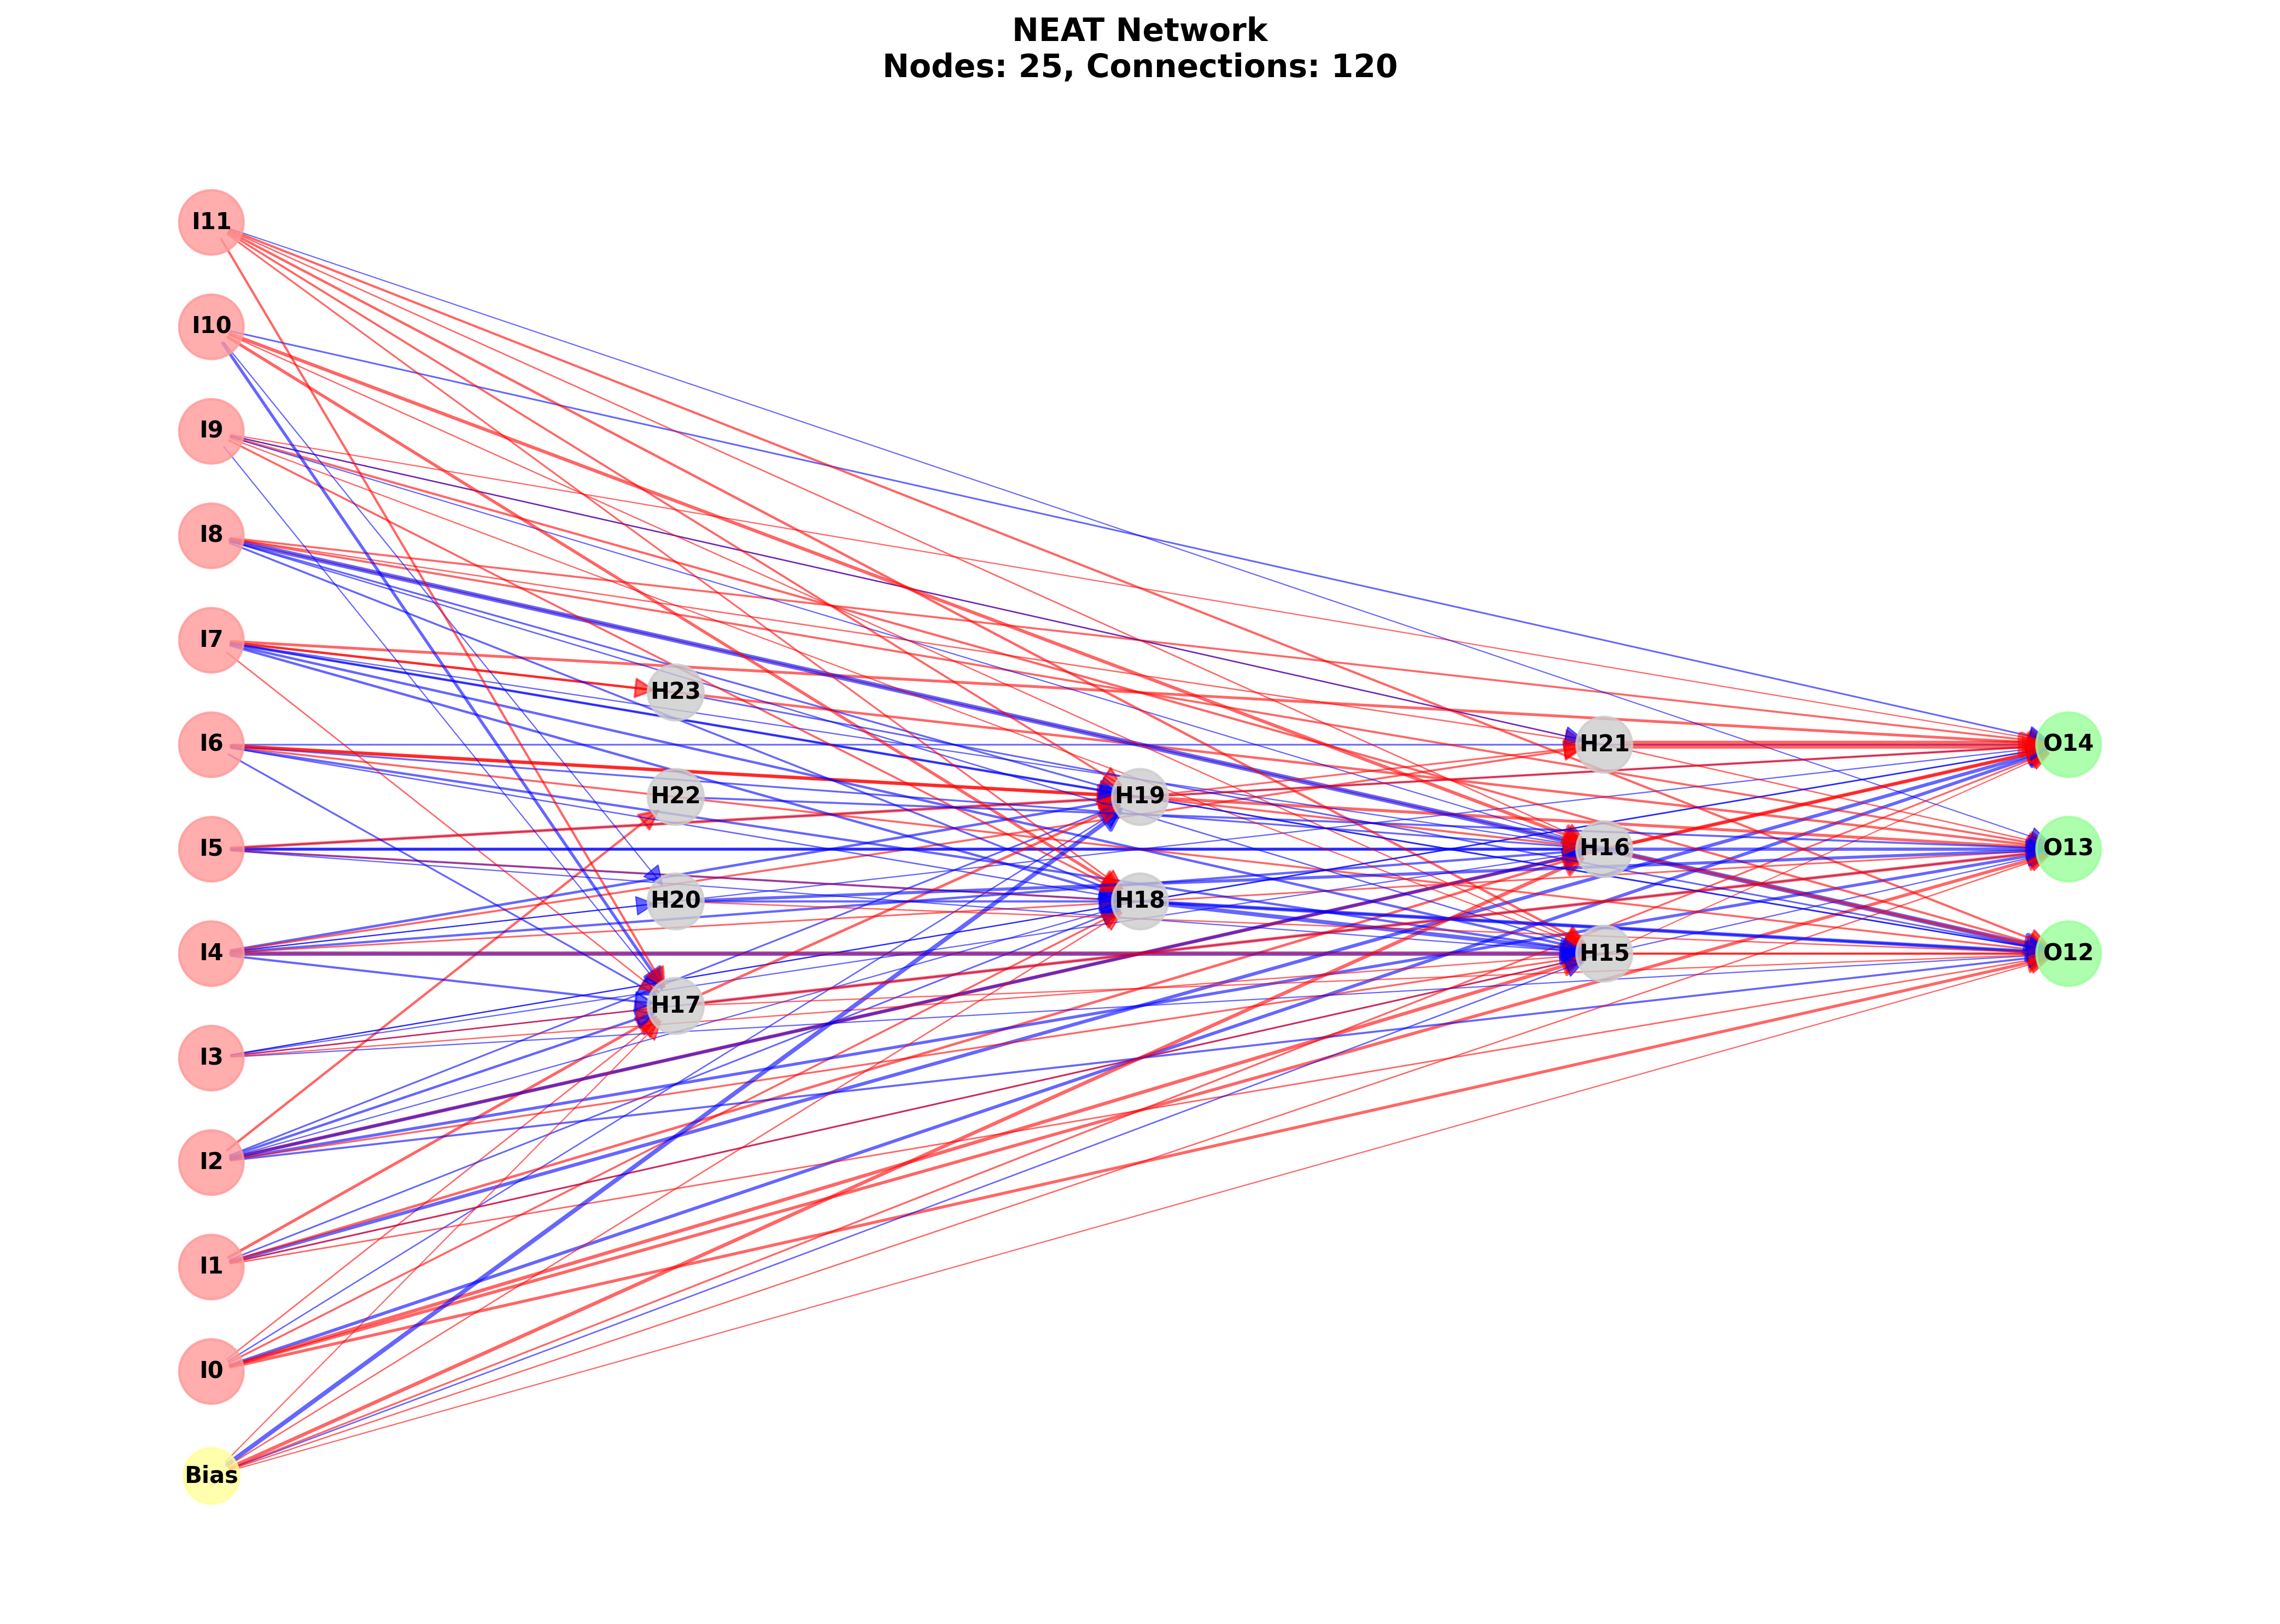 NEAT Network
Nodes: 25, Connections: 120
I11
I10
I9
I8
I7
I6
I5
I4
I3
I2
I1
I0
Bias
H23
H22
H20
H17
H19
H18
H21
H16
H15
O14
O13
O12